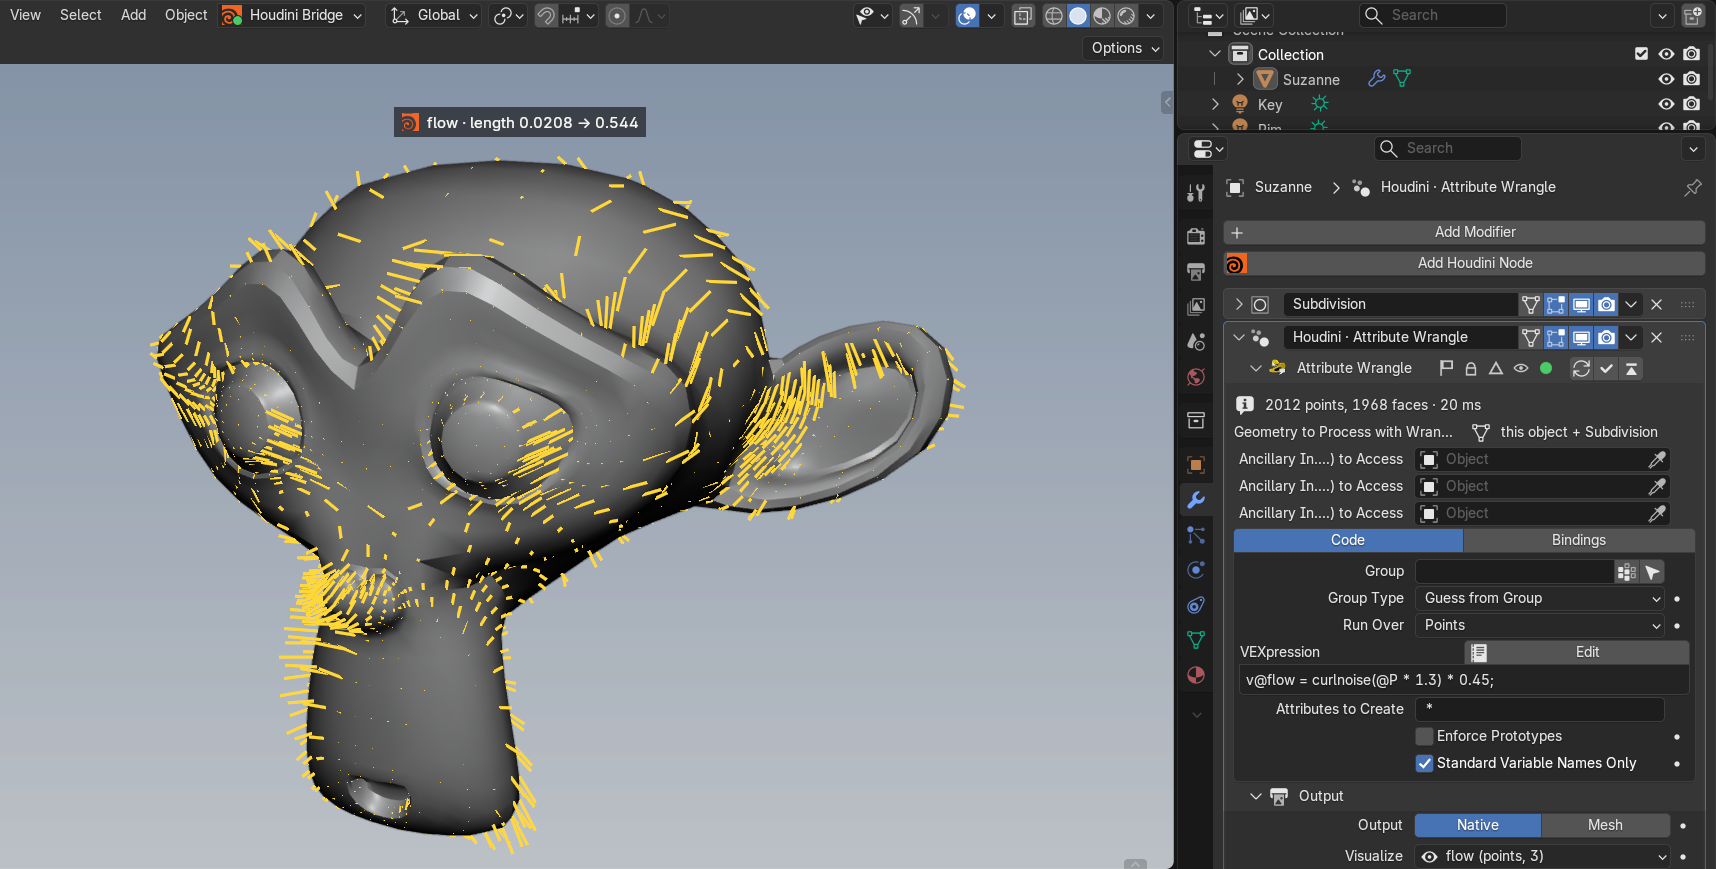 View Select Add Object Houdini Bridge Global
Options
flow · length 0.0208 → 0.544
Search
Scene Collection
Collection
Suzanne
Key
Rim
Search
Suzanne Houdini · Attribute Wrangle
Add Modifier
Add Houdini Node
Subdivision
Houdini · Attribute Wrangle
Attribute Wrangle
2012 points, 1968 faces · 20 ms
Geometry to Process with Wran... this object + Subdivision
Ancillary In....) to Access Object
Ancillary In....) to Access Object
Ancillary In....) to Access Object
Code Bindings
Group
Group Type Guess from Group
Run Over Points
VEXpression Edit
v@flow = curlnoise(@P * 1.3) * 0.45;
Attributes to Create *
Enforce Prototypes
Standard Variable Names Only
Output
Output Native Mesh
Visualize flow (points, 3)